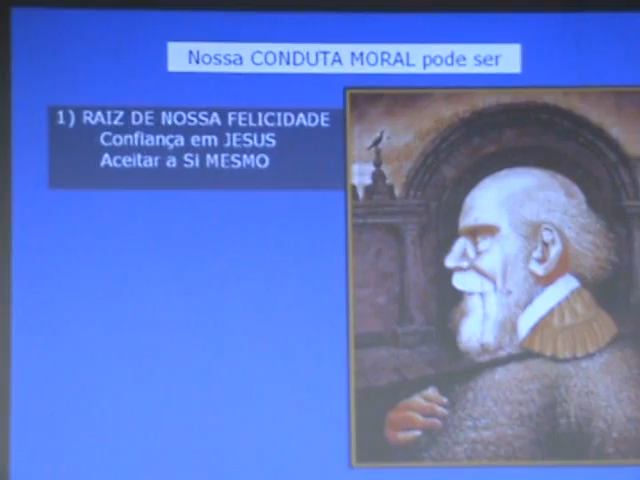 Nossa CONDUTA MORAL pode ser
1) RAIZ DE NOSSA FELICIDADE
Confiança em JESUS
Aceitar a Si MESMO